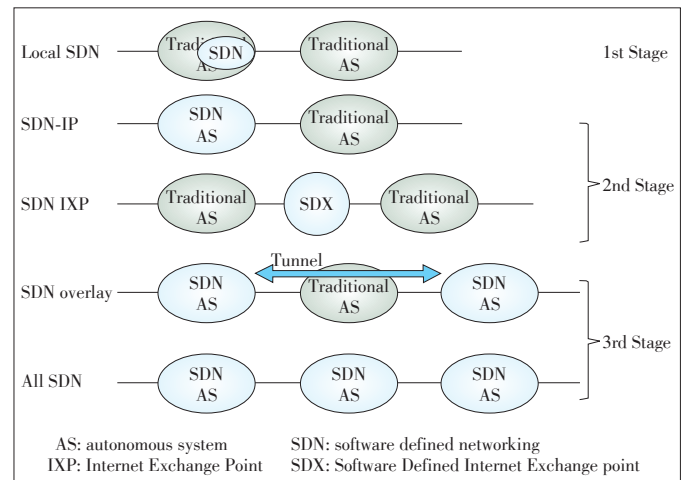 Local SDN Traditional AS SDN Traditional AS 1st Stage
SDN-IP SDN AS Traditional AS
2nd Stage
SDN IXP Traditional AS SDX Traditional AS
Tunnel
SDN overlay SDN AS Traditional AS SDN AS
3rd Stage
All SDN SDN AS SDN AS SDN AS
AS: autonomous system SDN: software defined networking
IXP: Internet Exchange Point SDX: Software Defined Internet Exchange point